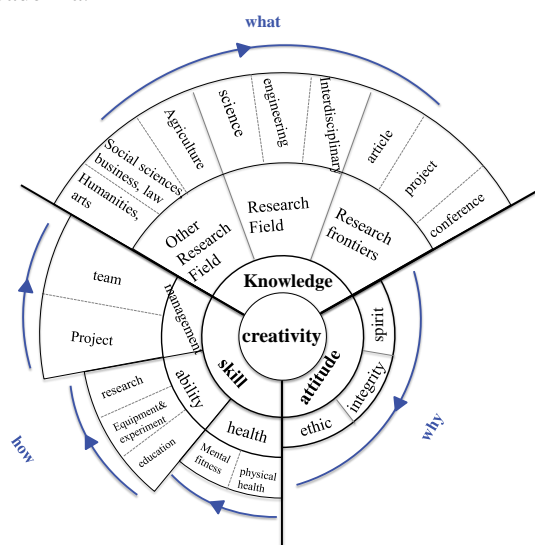 what
Humanities,
arts
Social sciences,
business, law
Agriculture
science
engineering
Interdisciplinary
article
project
conference
Other
Research
Field
Research
Field
Research
frontiers
Knowledge
creativity
skill
attitude
management
team
Project
ability
research
Equipment&
experiment
education
health
Mental
fitness
physical
health
spirit
integrity
ethic
how
why